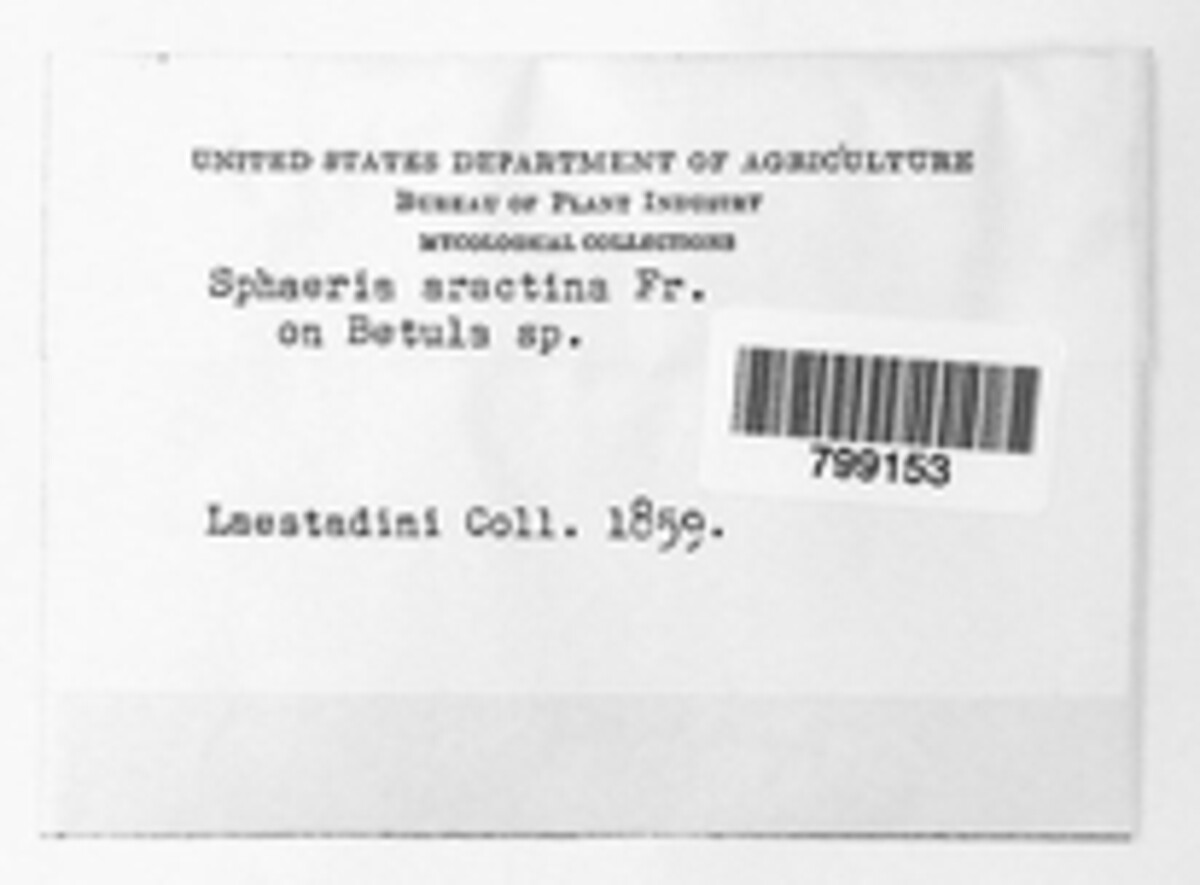 UNITED STATES DEPARTMENT OF AGRICULTURE
BUREAU OF PLANT INDUSTRY
MYCOLOGICAL COLLECTIONS
Sphaeria aractina Fr.
on Betula sp.
799153
Laestadini Coll. 1859.